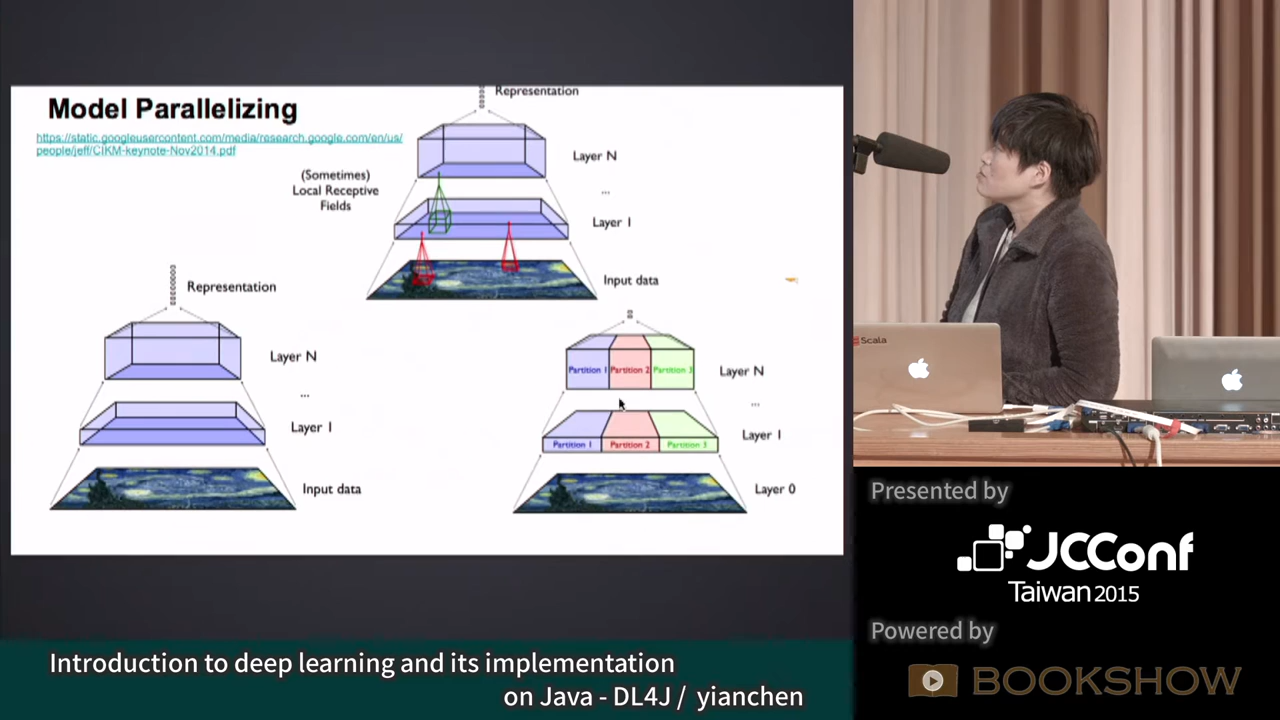 Model Parallelizing
https://static.googleusercontent.com/media/research.google.com/en/us/
people/jeff/CIKM-keynote-Nov2014.pdf
Representation
Layer N
(Sometimes)
Local Receptive
Fields
...
Layer 1
Input data
Representation
Layer N
...
Layer 1
Input data
Partition 1 Partition 2 Partition 3
Layer N
...
Partition 1 Partition 2 Partition 3
Layer 1
Layer 0
Scala
Presented by
JCConf
Taiwan 2015
Powered by
BOOKSHOW
Introduction to deep learning and its implementation
on Java - DL4J / yianchen